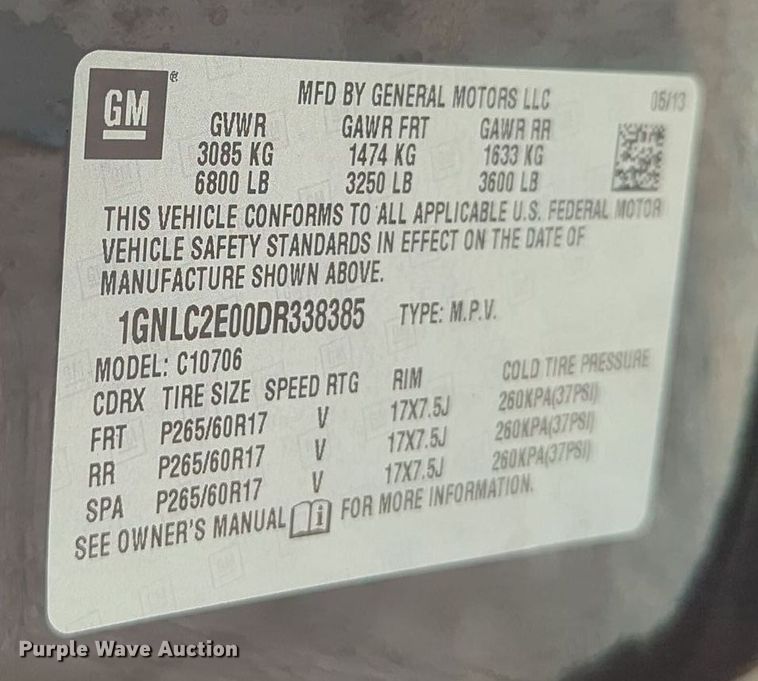 GM ®
MFD BY GENERAL MOTORS LLC 05/13
GVWR GAWR FRT GAWR RR
3085 KG 1474 KG 1633 KG
6800 LB 3250 LB 3600 LB
THIS VEHICLE CONFORMS TO ALL APPLICABLE U.S. FEDERAL MOTOR
VEHICLE SAFETY STANDARDS IN EFFECT ON THE DATE OF
MANUFACTURE SHOWN ABOVE.
1GNLC2E00DR338385 TYPE: M.P.V.
MODEL: C10706
CDRX TIRE SIZE SPEED RTG RIM COLD TIRE PRESSURE
FRT P265/60R17 V 17X7.5J 260KPA(37PSI)
RR P265/60R17 V 17X7.5J 260KPA(37PSI)
SPA P265/60R17 V 17X7.5J 260KPA(37PSI)
SEE OWNER'S MANUAL i FOR MORE INFORMATION.
Purple Wave Auction